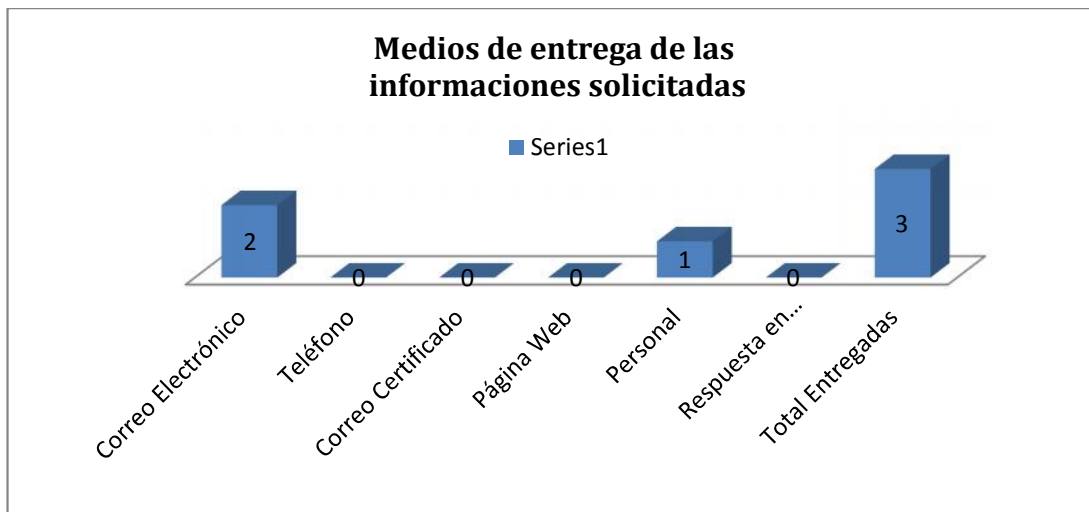 Medios de entrega de las
informaciones solicitadas
Series1
2
0
0
0
1
0
3
Correo Electrónico
Teléfono
Correo Certificado
Página Web
Personal
Respuesta en...
Total Entregadas